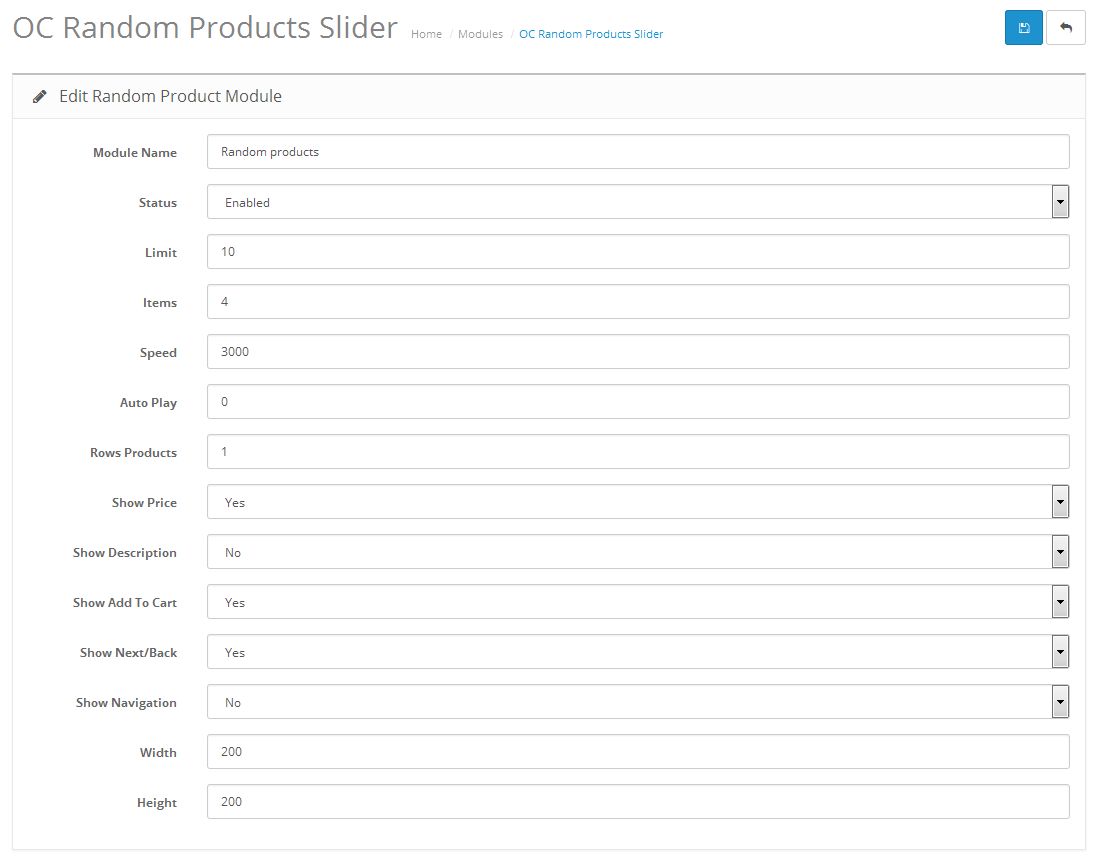 OC Random Products Slider Home / Modules / OC Random Products Slider
Edit Random Product Module
Module Name Random products
Status Enabled
Limit 10
Items 4
Speed 3000
Auto Play 0
Rows Products 1
Show Price Yes
Show Description No
Show Add To Cart Yes
Show Next/Back Yes
Show Navigation No
Width 200
Height 200